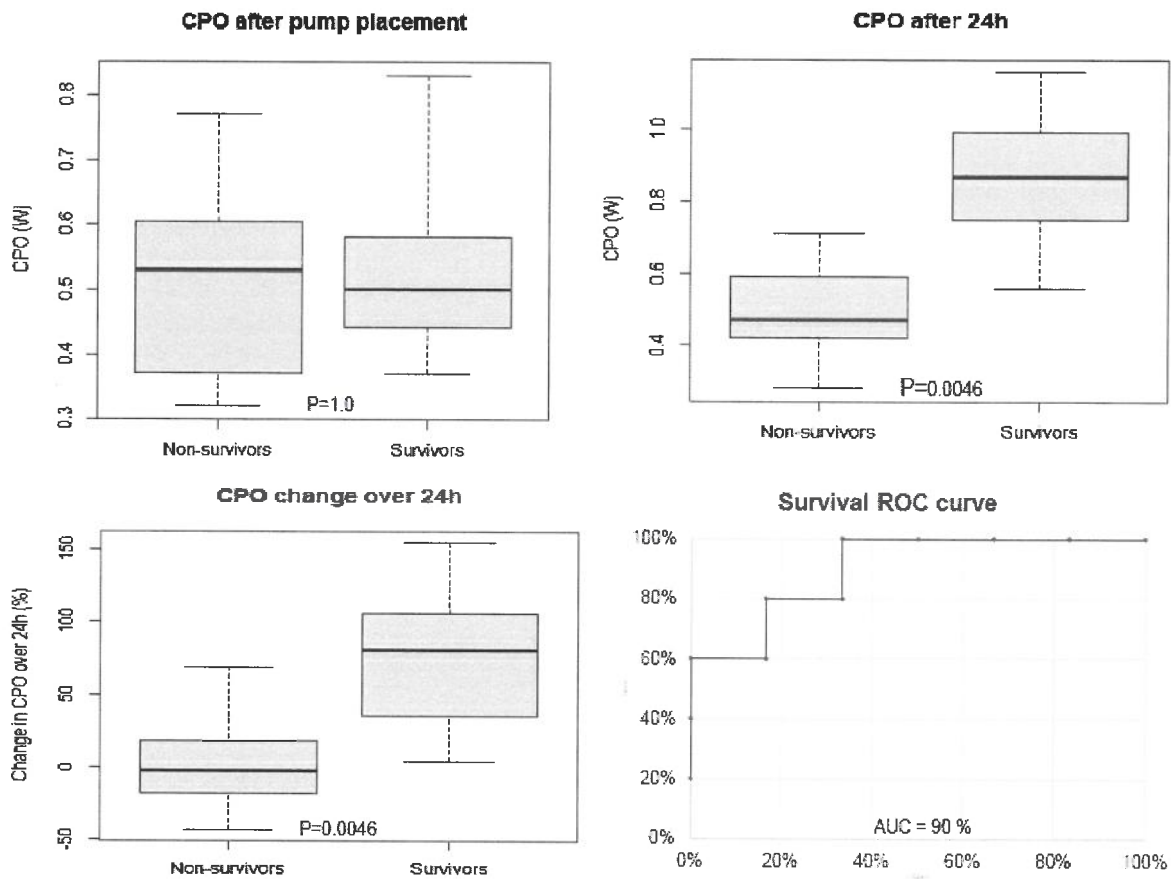 CPO after pump placement
CPO (W)
0.8
0.7
0.6
0.5
0.4
0.3
P=1.0
Non-survivors
Survivors
CPO after 24h
CPO (W)
1.0
0.8
0.6
0.4
P=0.0046
Non-survivors
Survivors
CPO change over 24h
Change in CPO over 24h (%)
150
100
50
0
-50
P=0.0046
Non-survivors
Survivors
Survival ROC curve
100%
80%
60%
40%
20%
0%
AUC = 90 %
0% 20% 40% 60% 80% 100%